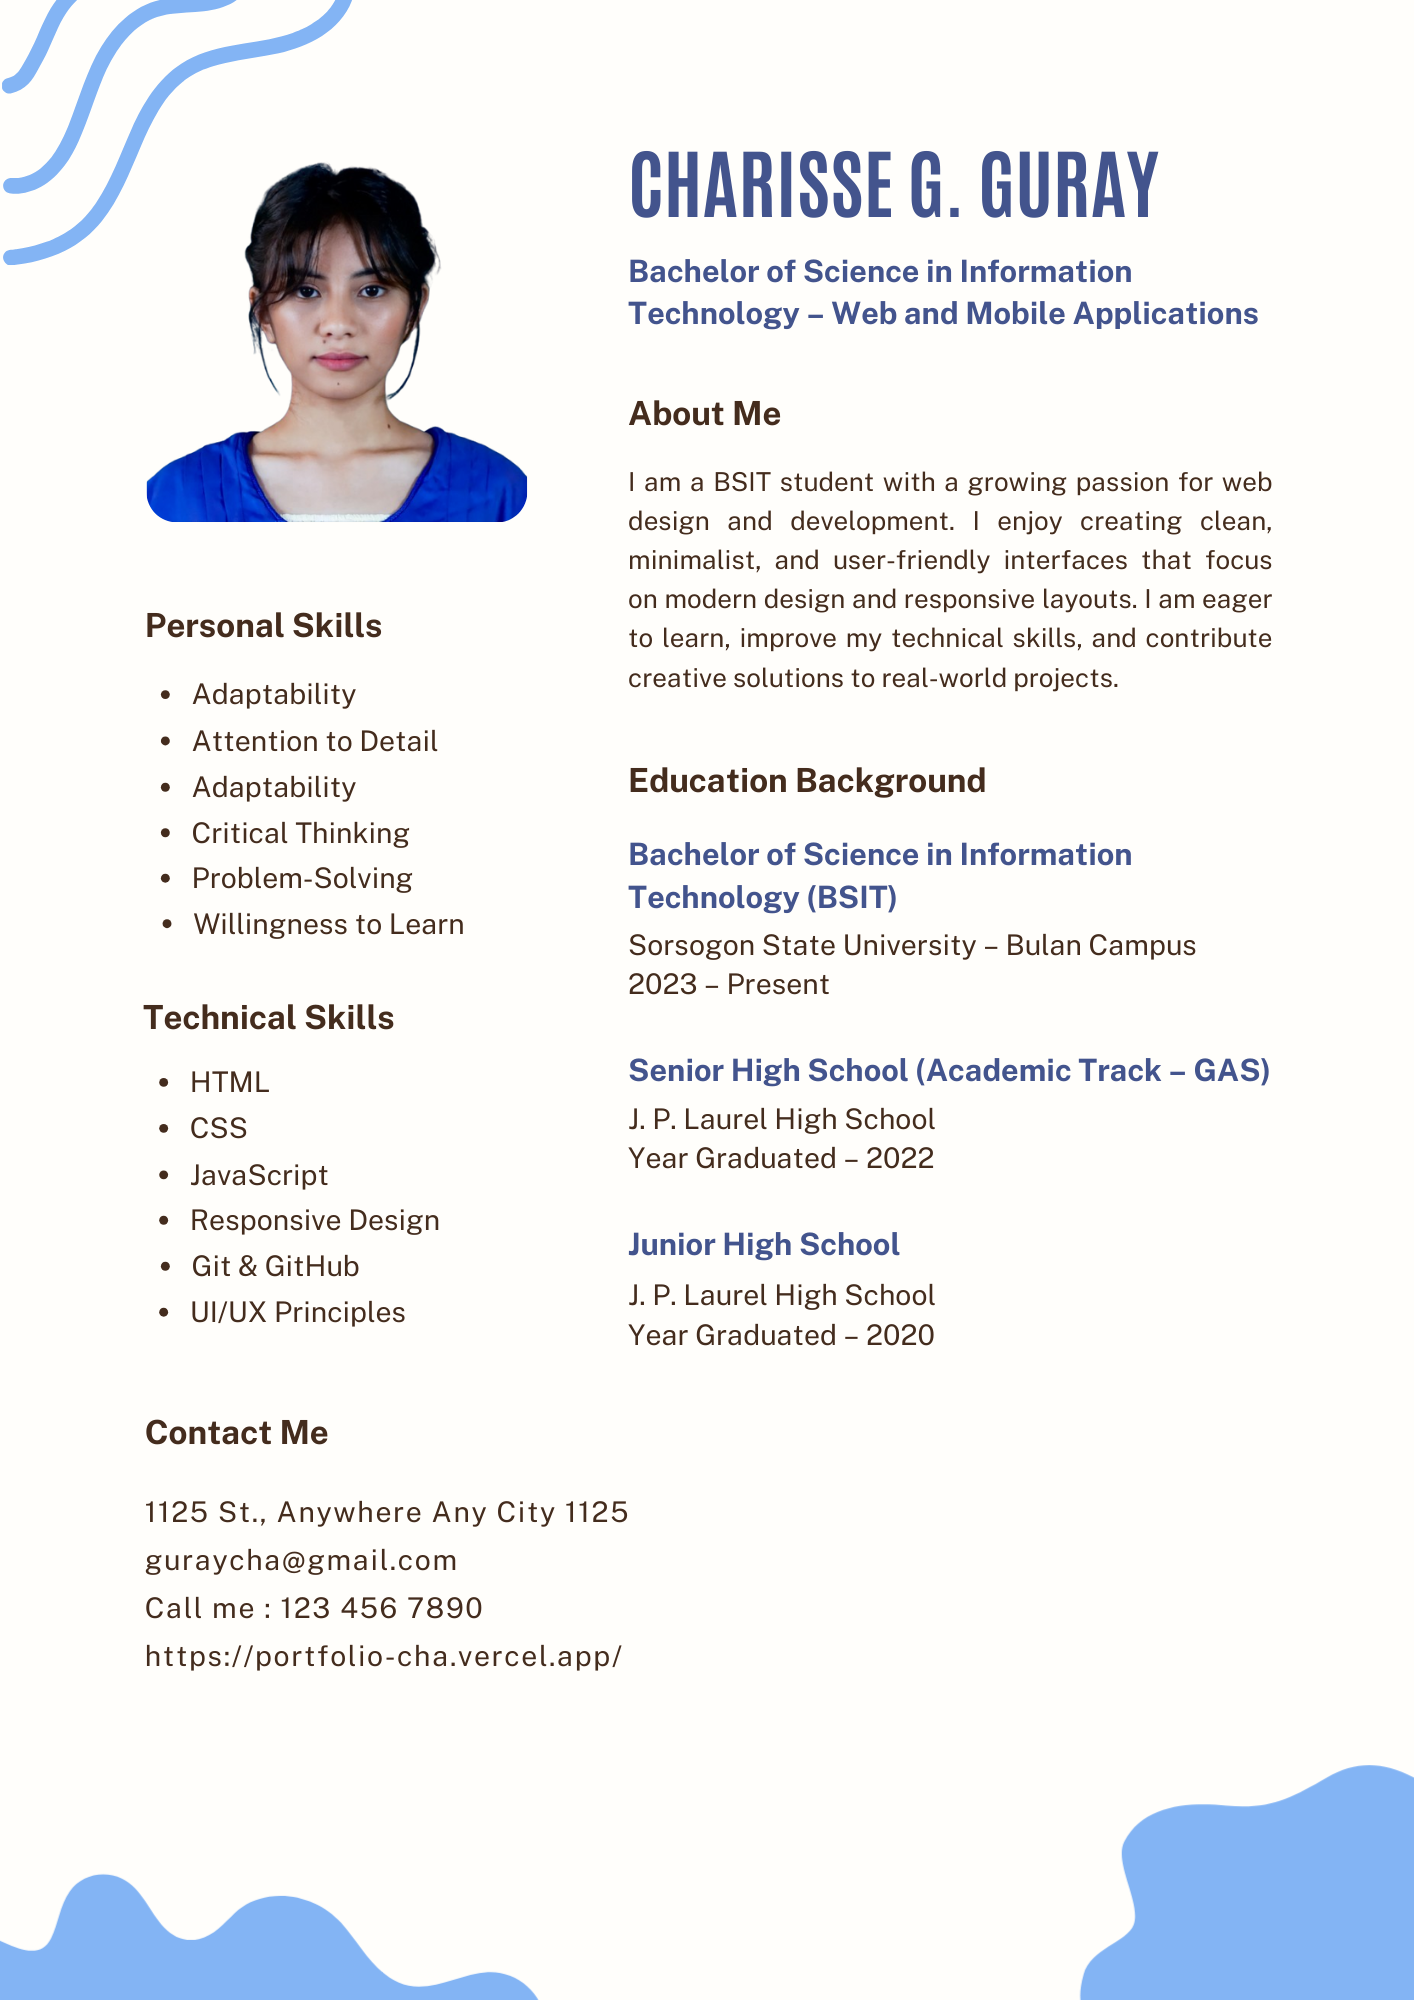 CHARISSE G. GURAY
Bachelor of Science in Information
Technology – Web and Mobile Applications
About Me
I am a BSIT student with a growing passion for web
design and development. I enjoy creating clean,
minimalist, and user-friendly interfaces that focus
on modern design and responsive layouts. I am eager
to learn, improve my technical skills, and contribute
creative solutions to real-world projects.
Education Background
Bachelor of Science in Information
Technology (BSIT)
Sorsogon State University – Bulan Campus
2023 – Present
Senior High School (Academic Track – GAS)
J. P. Laurel High School
Year Graduated – 2022
Junior High School
J. P. Laurel High School
Year Graduated – 2020
Personal Skills
• Adaptability
• Attention to Detail
• Adaptability
• Critical Thinking
• Problem-Solving
• Willingness to Learn
Technical Skills
• HTML
• CSS
• JavaScript
• Responsive Design
• Git & GitHub
• UI/UX Principles
Contact Me
1125 St., Anywhere Any City 1125
guraycha@gmail.com
Call me : 123 456 7890
https://portfolio-cha.vercel.app/